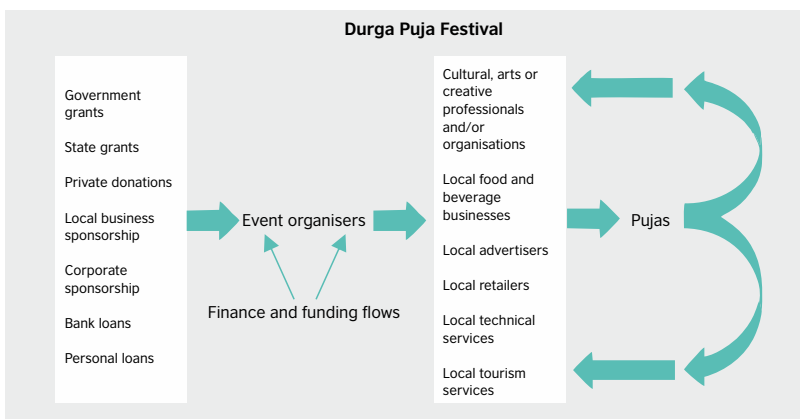 Durga Puja Festival
Government
grants
State grants
Private donations
Local business
sponsorship
Corporate
sponsorship
Bank loans
Personal loans
Event organisers
Finance and funding flows
Cultural, arts or
creative
professionals
and/or
organisations
Local food and
beverage
businesses
Local advertisers
Local retailers
Local technical
services
Local tourism
services
Pujas